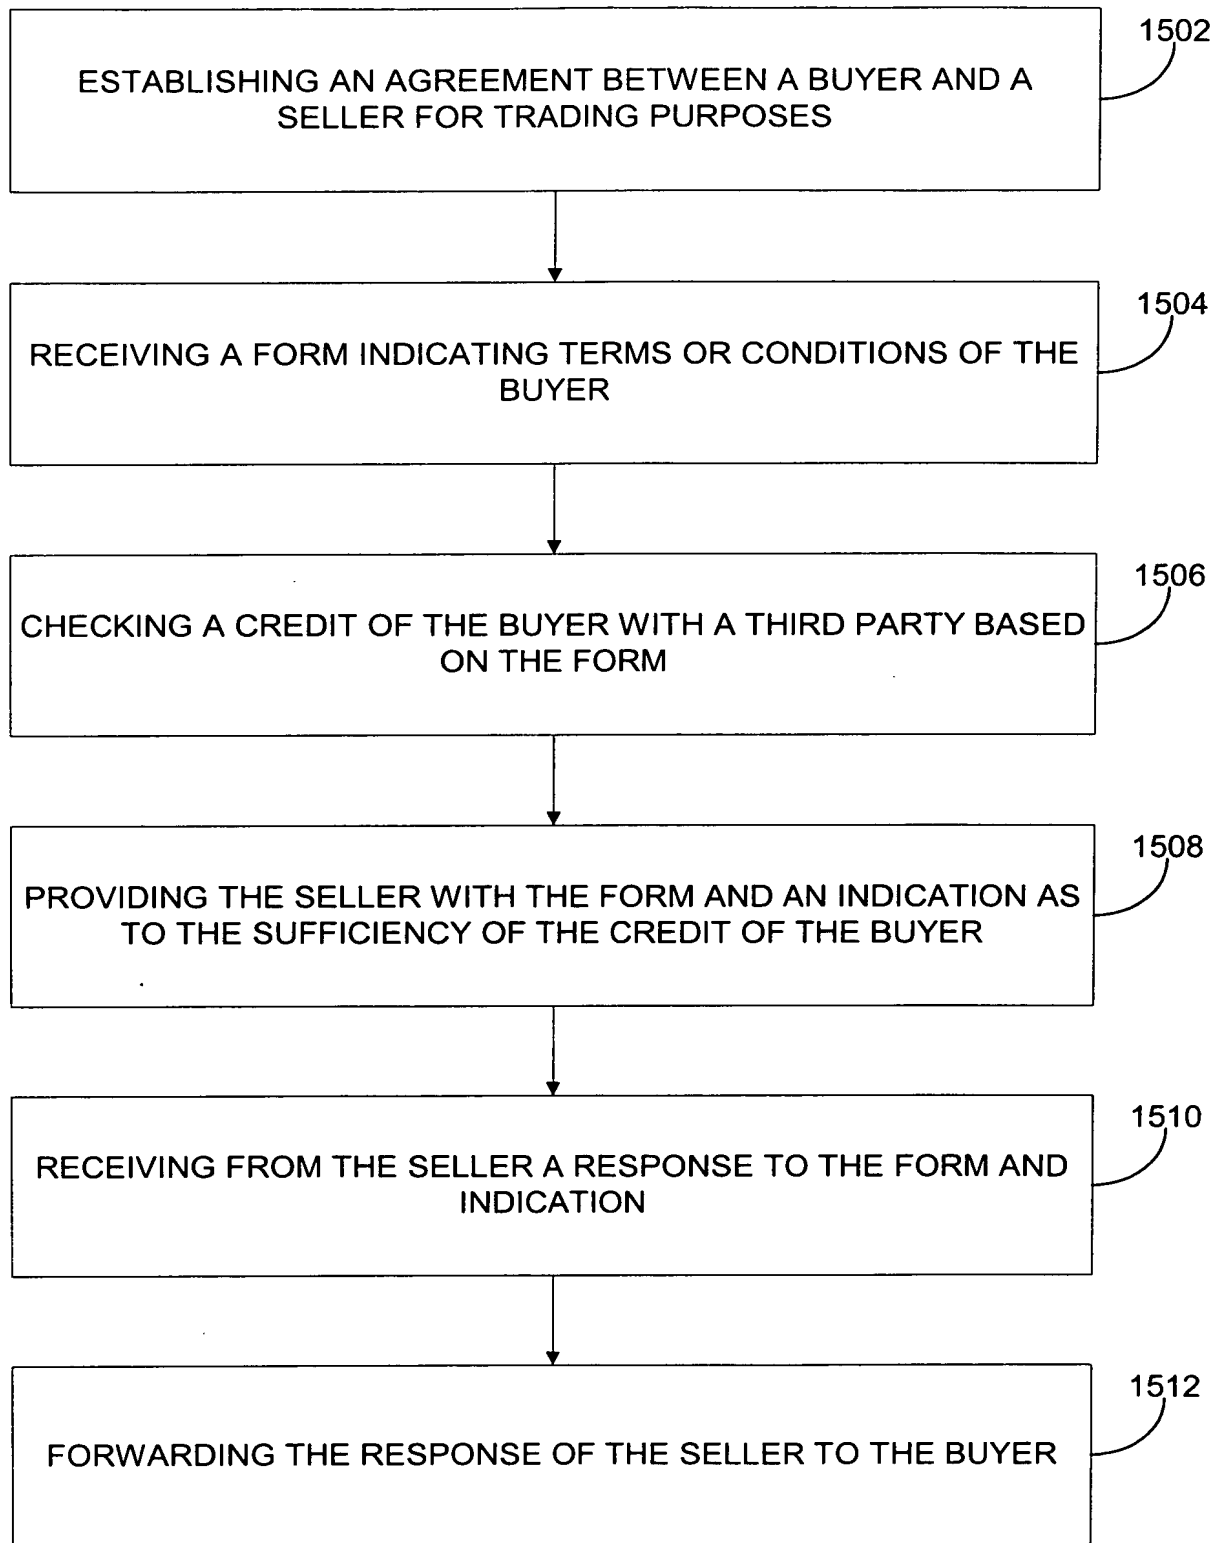 1502
ESTABLISHING AN AGREEMENT BETWEEN A BUYER AND A
SELLER FOR TRADING PURPOSES
1504
RECEIVING A FORM INDICATING TERMS OR CONDITIONS OF THE
BUYER
1506
CHECKING A CREDIT OF THE BUYER WITH A THIRD PARTY BASED
ON THE FORM
1508
PROVIDING THE SELLER WITH THE FORM AND AN INDICATION AS
TO THE SUFFICIENCY OF THE CREDIT OF THE BUYER
1510
RECEIVING FROM THE SELLER A RESPONSE TO THE FORM AND
INDICATION
1512
FORWARDING THE RESPONSE OF THE SELLER TO THE BUYER